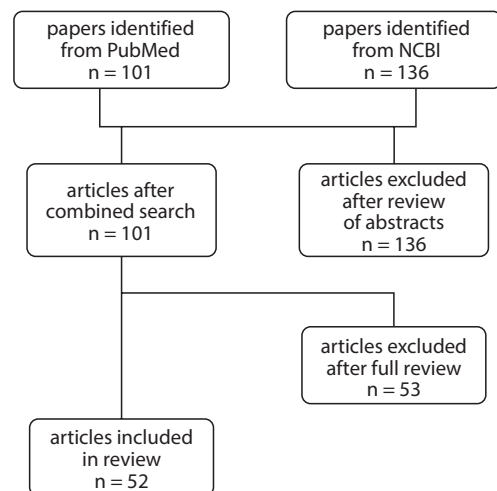 papers identified
from PubMed
n = 101
papers identified
from NCBI
n = 136
articles after
combined search
n = 101
articles excluded
after review
of abstracts
n = 136
articles excluded
after full review
n = 53
articles included
in review
n = 52